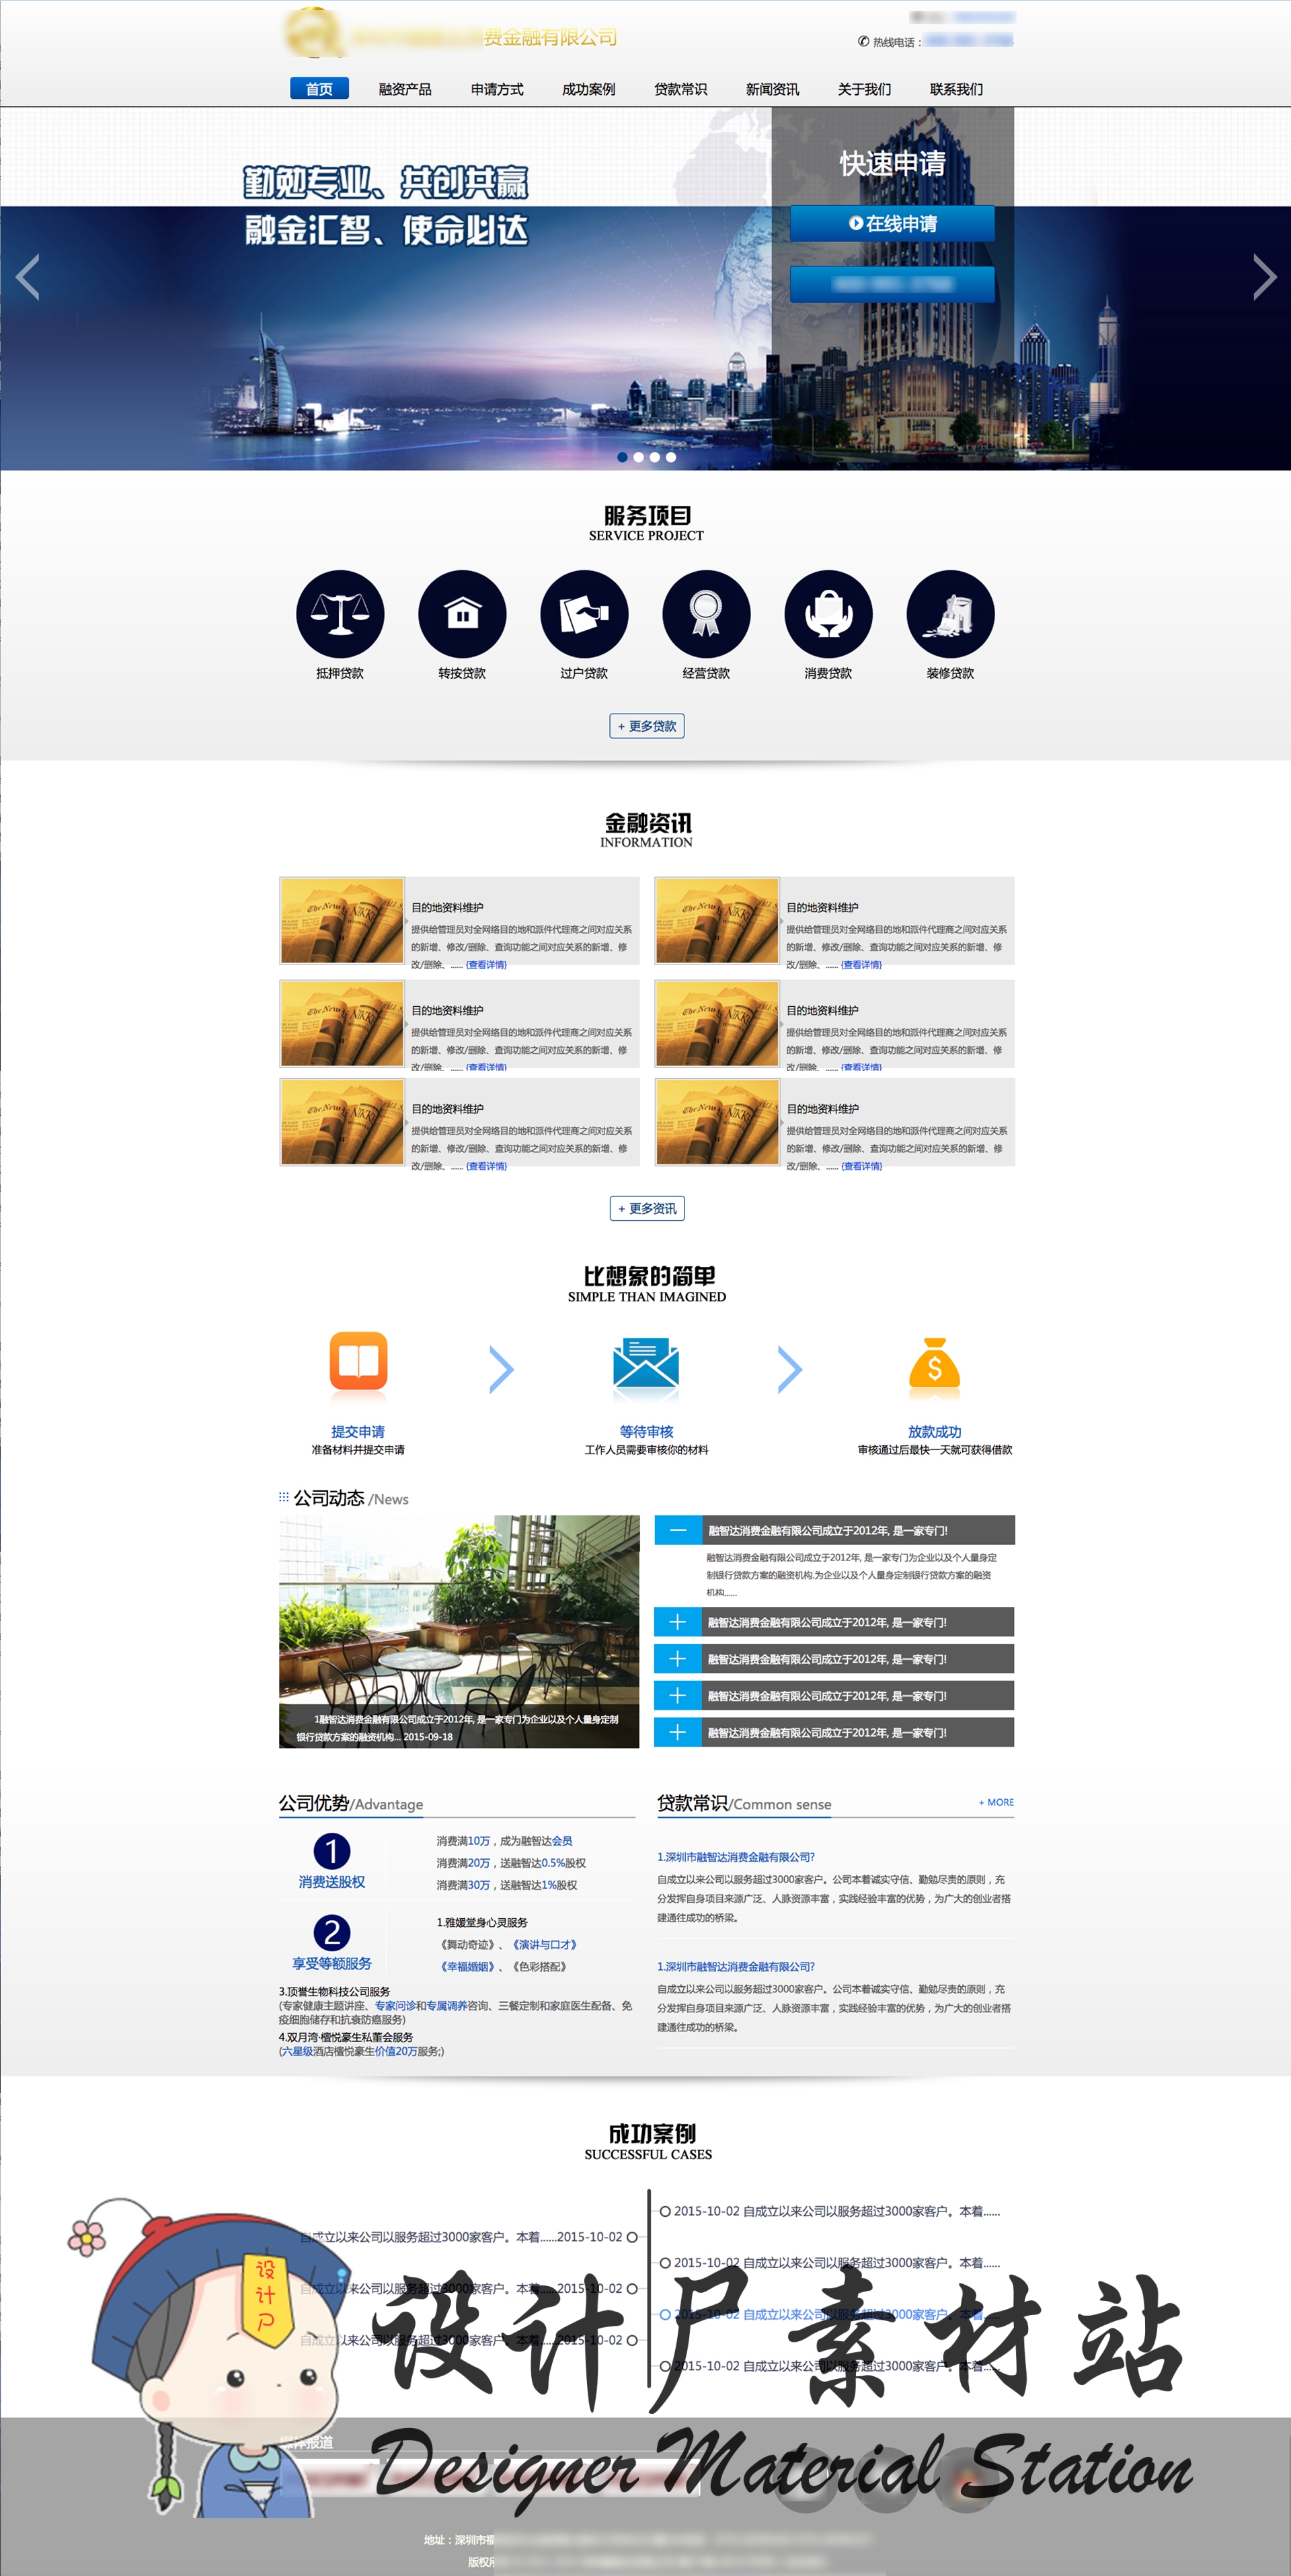 费金融有限公司
热线电话：
首页 融资产品 申请方式 成功案例 贷款常识 新闻资讯 关于我们 联系我们
勤勉专业、共创共赢
融金汇智、使命必达
快速申请
在线申请
服务项目
SERVICE PROJECT
抵押贷款 转按贷款 过户贷款 经营贷款 消费贷款 装修贷款
+ 更多贷款
金融资讯
INFORMATION
目的地资料维护
提供给管理员对全网络目的地和派件代理商之间对应关系
的新增、修改/删除、查询功能之间对应关系的新增、修
改/删除、...... (查看详情)
目的地资料维护
提供给管理员对全网络目的地和派件代理商之间对应关系
的新增、修改/删除、查询功能之间对应关系的新增、修
改/删除、...... (查看详情)
目的地资料维护
提供给管理员对全网络目的地和派件代理商之间对应关系
的新增、修改/删除、查询功能之间对应关系的新增、修
改/删除、...... (查看详情)
目的地资料维护
提供给管理员对全网络目的地和派件代理商之间对应关系
的新增、修改/删除、查询功能之间对应关系的新增、修
改/删除、...... (查看详情)
目的地资料维护
提供给管理员对全网络目的地和派件代理商之间对应关系
的新增、修改/删除、查询功能之间对应关系的新增、修
改/删除、...... (查看详情)
目的地资料维护
提供给管理员对全网络目的地和派件代理商之间对应关系
的新增、修改/删除、查询功能之间对应关系的新增、修
改/删除、...... (查看详情)
+ 更多资讯
比想象的简单
SIMPLE THAN IMAGINED
提交申请
准备材料并提交申请
等待审核
工作人员需要审核你的材料
放款成功
审核通过后最快一天就可获得借款
公司动态 /News
1融智达消费金融有限公司成立于2012年, 是一家专门为企业以及个人量身定制
银行贷款方案的融资机构... 2015-09-18
融智达消费金融有限公司成立于2012年, 是一家专门!
融智达消费金融有限公司成立于2012年, 是一家专门为企业以及个人量身定
制银行贷款方案的融资机构.为企业以及个人量身定制银行贷款方案的融资
机构......
融智达消费金融有限公司成立于2012年, 是一家专门!
融智达消费金融有限公司成立于2012年, 是一家专门!
融智达消费金融有限公司成立于2012年, 是一家专门!
融智达消费金融有限公司成立于2012年, 是一家专门!
公司优势/Advantage
1
消费送股权
消费满10万，成为融智达会员
消费满20万，送融智达0.5%股权
消费满30万，送融智达1%股权
2
享受等额服务
1.雅媛堂身心灵服务
《舞动奇迹》、《演讲与口才》
《幸福婚姻》、《色彩搭配》
3.顶誉生物科技公司服务
(专家健康主题讲座、专家问诊和专属调养咨询、三餐定制和家庭医生配备、免
疫细胞储存和抗衰防癌服务)
4.双月湾·檀悦豪生私董会服务
(六星级酒店檀悦豪生价值20万服务;)
贷款常识/Common sense
+ MORE
1.深圳市融智达消费金融有限公司?
自成立以来公司以服务超过3000家客户。公司本着诚实守信、勤勉尽责的原则，充
分发挥自身项目来源广泛、人脉资源丰富，实践经验丰富的优势，为广大的创业者搭
建通往成功的桥梁。
1.深圳市融智达消费金融有限公司?
自成立以来公司以服务超过3000家客户。公司本着诚实守信、勤勉尽责的原则，充
分发挥自身项目来源广泛、人脉资源丰富，实践经验丰富的优势，为广大的创业者搭
建通往成功的桥梁。
成功案例
SUCCESSFUL CASES
2015-10-02 自成立以来公司以服务超过3000家客户。本着......
自成立以来公司以服务超过3000家客户。本着......2015-10-02
2015-10-02 自成立以来公司以服务超过3000家客户。本着......
自成立以来公司以服务超过3000家客户。本着......2015-10-02
2015-10-02 自成立以来公司以服务超过3000家客户。本着......
自成立以来公司以服务超过3000家客户。本着......2015-10-02
2015-10-02 自成立以来公司以服务超过3000家客户。本着......
设计尸
设计尸素材站
媒体报道
Designer Material Station
地址：深圳市福
版权所